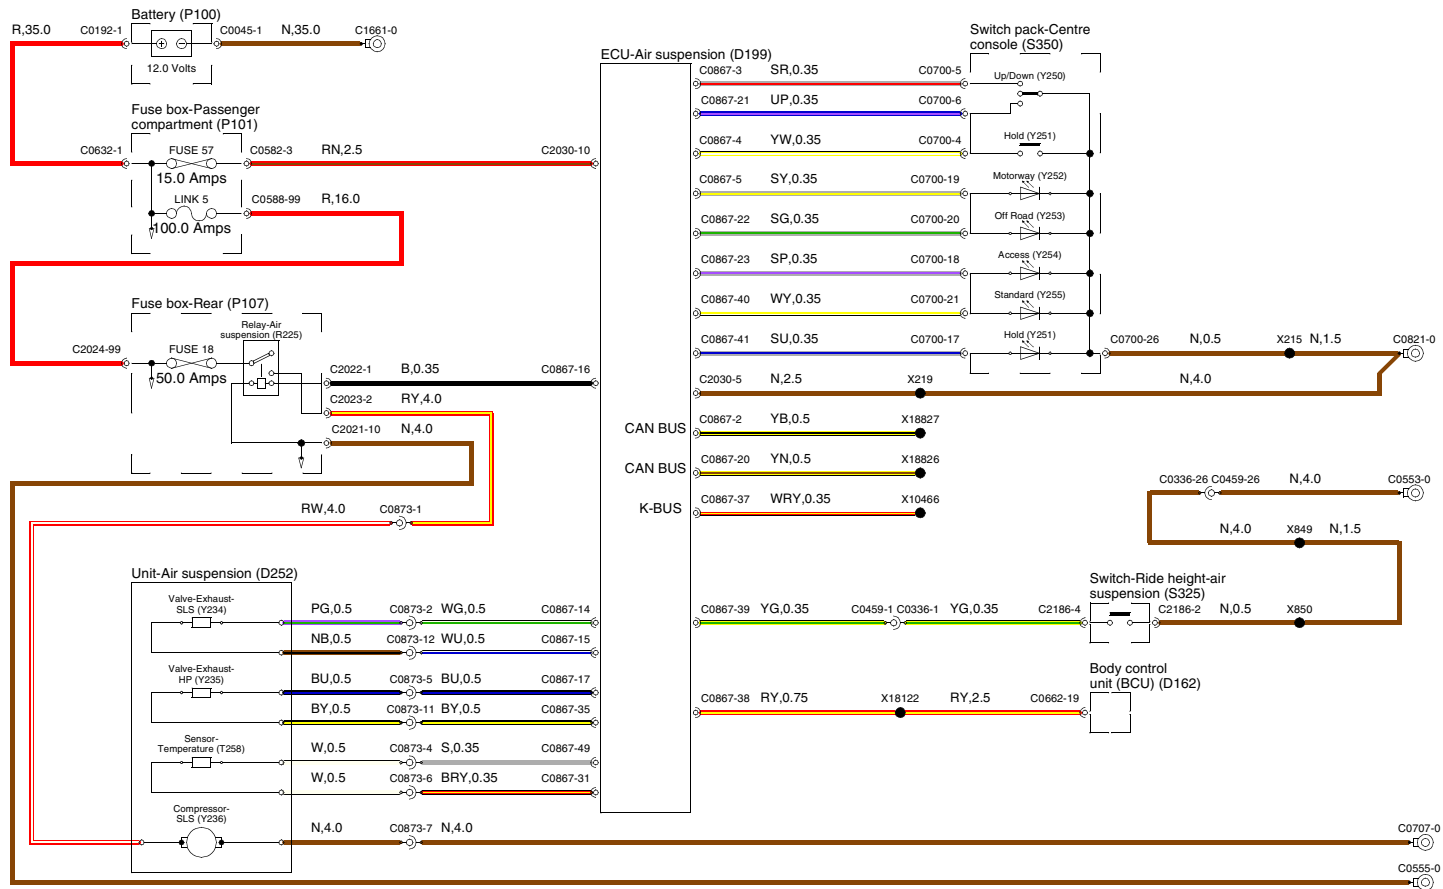 Battery (P100)
R,35.0
C0192-1
C0045-1
N,35.0
C1661-0
12.0 Volts
Fuse box-Passenger
compartment (P101)
C0632-1
FUSE 57
15.0 Amps
C0582-3
RN,2.5
C2030-10
LINK 5
100.0 Amps
C0588-99
R,16.0
Fuse box-Rear (P107)
Relay-Air
suspension (R225)
C2024-99
FUSE 18
50.0 Amps
C2022-1
B,0.35
C0867-16
C2023-2
RY,4.0
C2021-10
N,4.0
RW,4.0
C0873-1
Unit-Air suspension (D252)
Valve-Exhaust-
SLS (Y234)
PG,0.5
C0873-2
WG,0.5
C0867-14
NB,0.5
C0873-12
WU,0.5
C0867-15
Valve-Exhaust-
HP (Y235)
BU,0.5
C0873-5
BU,0.5
C0867-17
BY,0.5
C0873-11
BY,0.5
C0867-35
Sensor-
Temperature (T258)
W,0.5
C0873-4
S,0.35
C0867-49
W,0.5
C0873-6
BRY,0.35
C0867-31
Compressor-
SLS (Y236)
N,4.0
C0873-7
N,4.0
C0707-0
C0555-0
ECU-Air suspension (D199)
CAN BUS
CAN BUS
K-BUS
C0867-3
SR,0.35
C0700-5
C0867-21
UP,0.35
C0700-6
C0867-4
YW,0.35
C0700-4
C0867-5
SY,0.35
C0700-19
C0867-22
SG,0.35
C0700-20
C0867-23
SP,0.35
C0700-18
C0867-40
WY,0.35
C0700-21
C0867-41
SU,0.35
C0700-17
Switch pack-Centre
console (S350)
Up/Down (Y250)
Hold (Y251)
Motorway (Y252)
Off Road (Y253)
Access (Y254)
Standard (Y255)
Hold (Y251)
C0700-26
N,0.5
X215
N,1.5
C0821-0
C2030-5
N,2.5
X219
N,4.0
C0867-2
YB,0.5
X18827
C0867-20
YN,0.5
X18826
C0867-37
WRY,0.35
X10466
C0336-26
C0459-26
N,4.0
C0553-0
N,4.0
X849
N,1.5
Switch-Ride height-air
suspension (S325)
C0867-39
YG,0.35
C0459-1
C0336-1
YG,0.35
C2186-4
C2186-2
N,0.5
X850
Body control
unit (BCU) (D162)
C0867-38
RY,0.75
X18122
RY,2.5
C0662-19